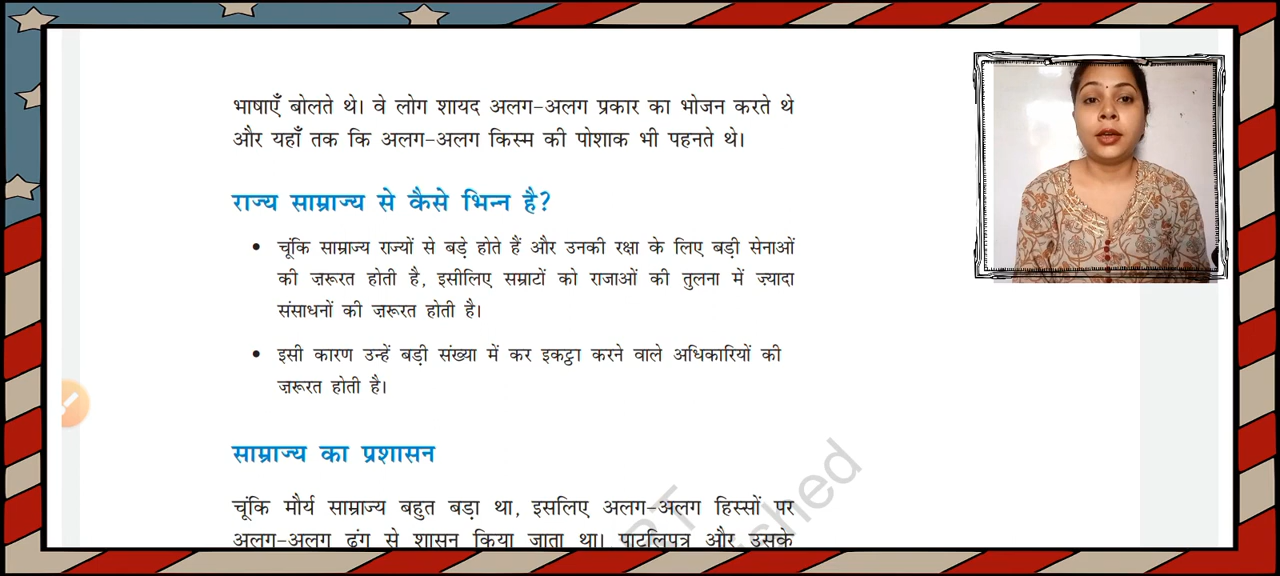 भाषाएँ बोलते थे। वे लोग शायद अलग-अलग प्रकार का भोजन करते थे
और यहाँ तक कि अलग-अलग किस्म की पोशाक भी पहनते थे।
राज्य साम्राज्य से कैसे भिन्न है?
• चूंकि साम्राज्य राज्यों से बड़े होते हैं और उनकी रक्षा के लिए बड़ी सेनाओं
की ज़रूरत होती है, इसीलिए सम्राटों को राजाओं की तुलना में ज़्यादा
संसाधनों की ज़रूरत होती है।
• इसी कारण उन्हें बड़ी संख्या में कर इकट्ठा करने वाले अधिकारियों की
ज़रूरत होती है।
साम्राज्य का प्रशासन
चूंकि मौर्य साम्राज्य बहुत बड़ा था, इसलिए अलग-अलग हिस्सों पर
अलग-अलग ढंग से शासन किया जाता था। पाटलिपुत्र और उसके